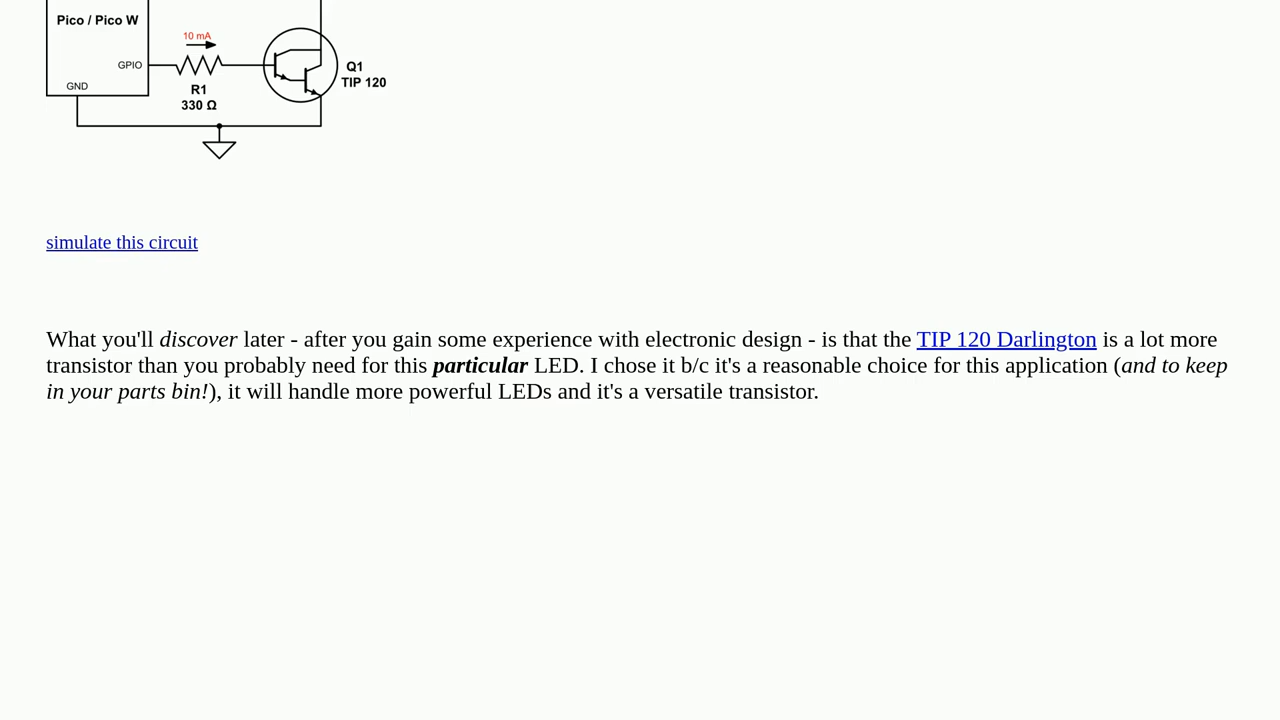 Pico / Pico W
10 mA
GPIO
Q1
TIP 120
GND
R1
330 Ω
simulate this circuit
What you'll discover later - after you gain some experience with electronic design - is that the TIP 120 Darlington is a lot more
transistor than you probably need for this particular LED. I chose it b/c it's a reasonable choice for this application (and to keep
in your parts bin!), it will handle more powerful LEDs and it's a versatile transistor.